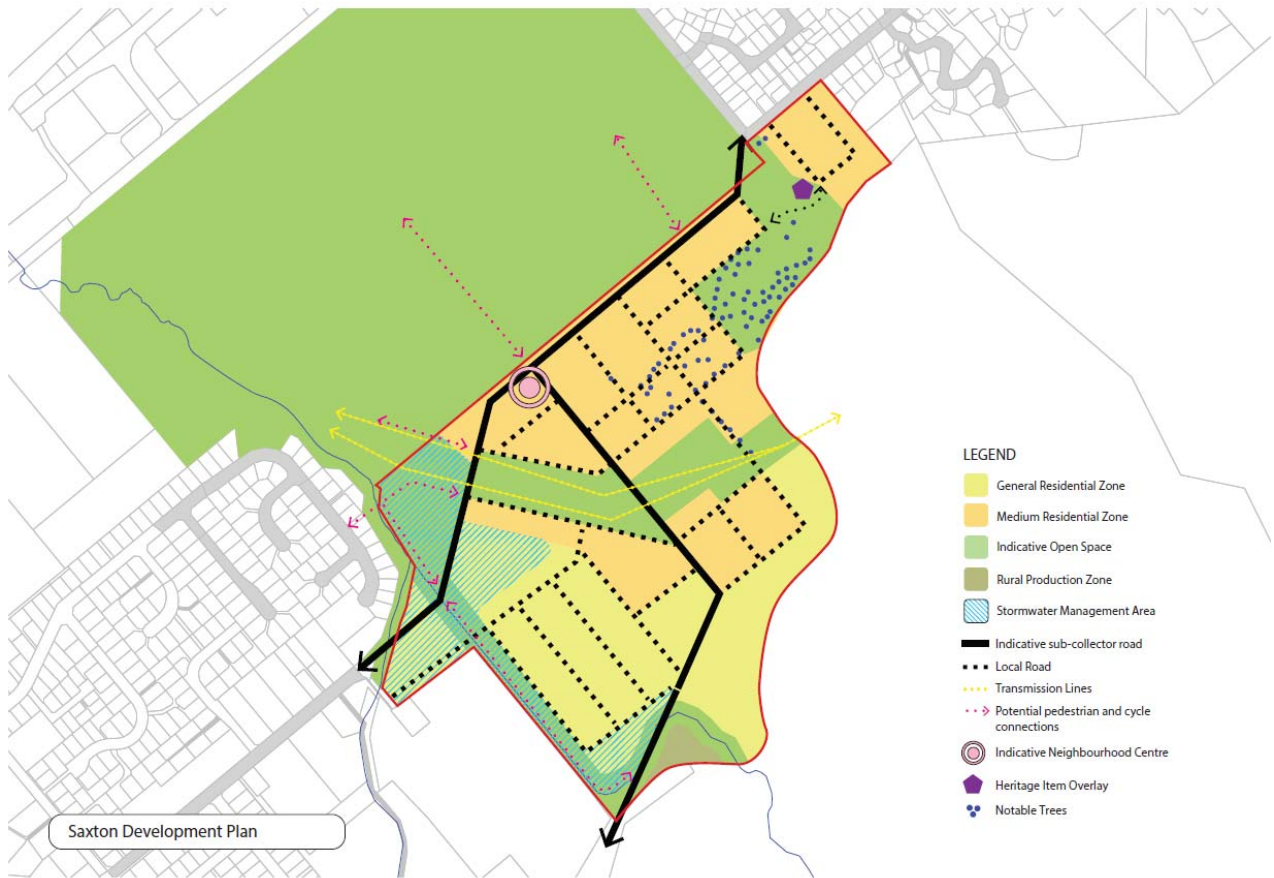 LEGEND
General Residential Zone
Medium Residential Zone
Indicative Open Space
Rural Production Zone
Stormwater Management Area
Indicative sub-collector road
Local Road
Transmission Lines
Potential pedestrian and cycle
connections
Indicative Neighbourhood Centre
Heritage Item Overlay
Notable Trees
Saxton Development Plan